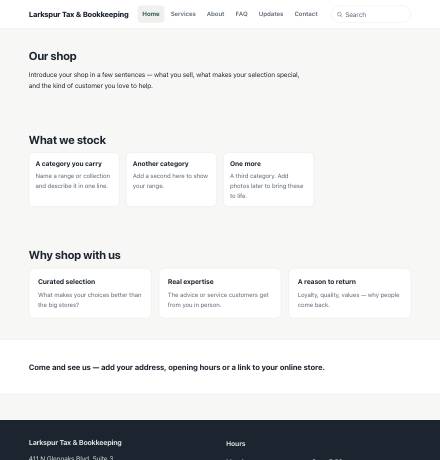 Larkspur Tax & Bookkeeping Home Services About FAQ Updates Contact Search
Our shop
Introduce your shop in a few sentences — what you sell, what makes your selection special,
and the kind of customer you love to help.
What we stock
A category you carry
Name a range or collection
and describe it in one line.
Another category
Add a second here to show
your range.
One more
A third category. Add
photos later to bring these
to life.
Why shop with us
Curated selection
What makes your choices better than
the big stores?
Real expertise
The advice or service customers get
from you in person.
A reason to return
Loyalty, quality, values — why people
come back.
Come and see us — add your address, opening hours or a link to your online store.
Larkspur Tax & Bookkeeping
Hours